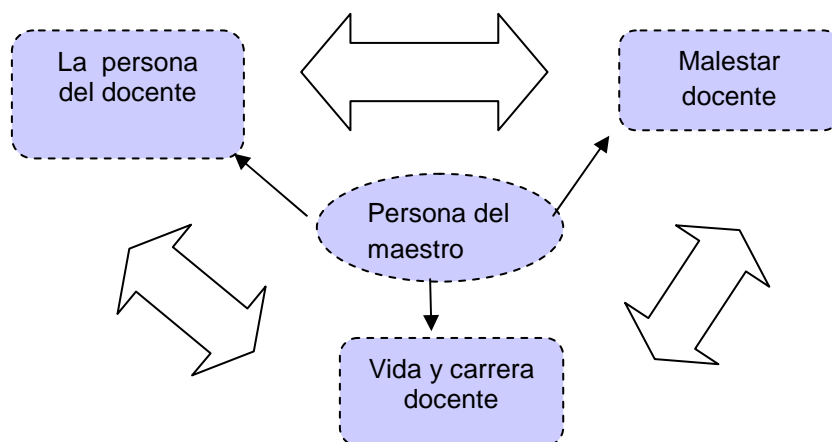 La persona
del docente
Malestar
docente
Persona del
maestro
Vida y carrera
docente